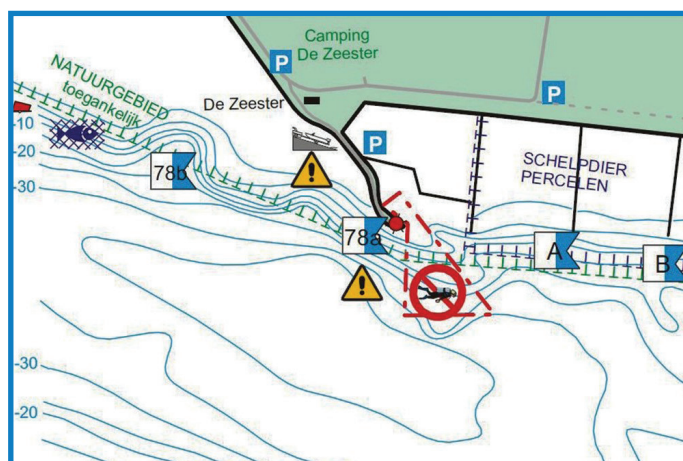 Camping
De Zeester
P
NATUURGEBIED
toegankelijk
P
De Zeester
-10
P
-20
78b
SCHELPDIER
PERCELEN
-30
78a
A
B
-30
-20